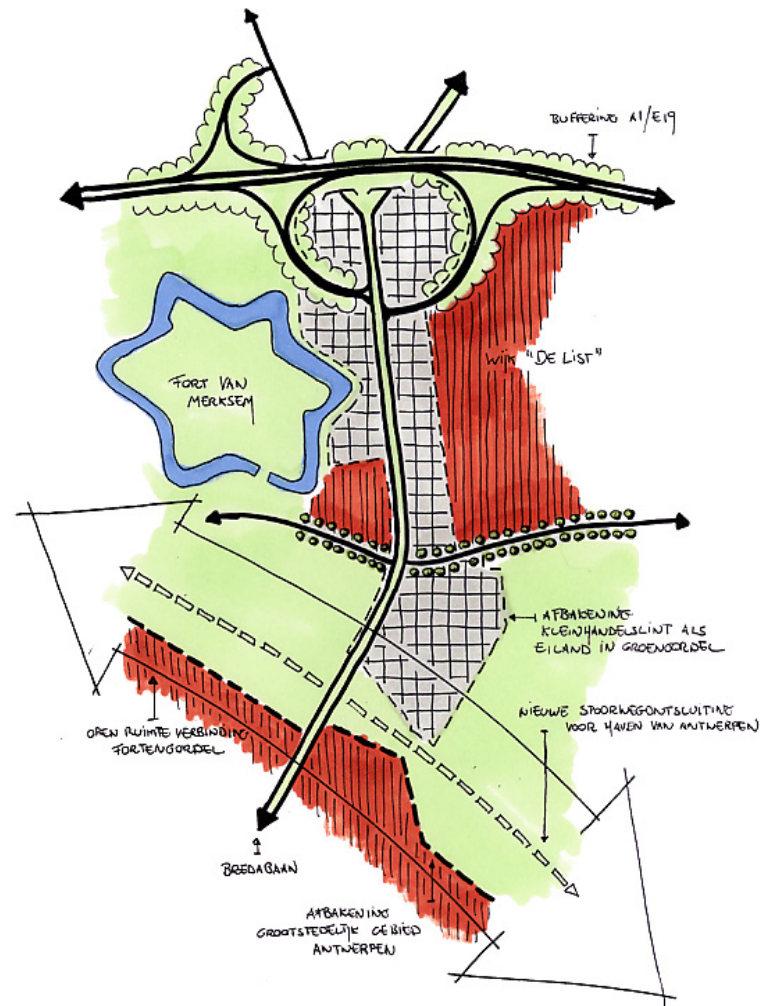 BUFFERING A1/E19
WIJK "DE LIST"
FORT VAN
MERKSEM
AFBAKENING
KLEINHANDELSLINT ALS
EILAND IN GROENGORDEL
NIEUWE SPOORWEGONTSLUITING
VOOR HAVEN VAN ANTWERPEN
OPEN RUIMTE VERBINDING
FORTENGORDEL
BREDABAAN
AFBAKENING
GROOTSTEDELIJK GEBIED
ANTWERPEN